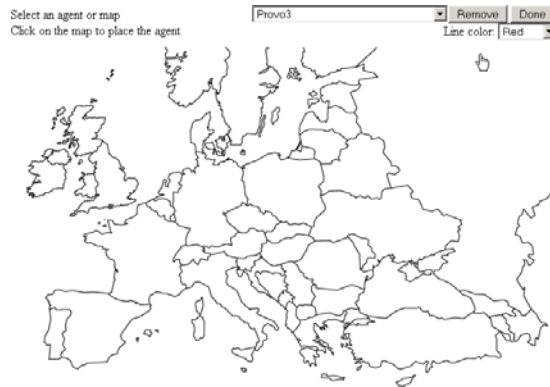 Select an agent or map Provo3 Remove Done
Click on the map to place the agent Line color: Red